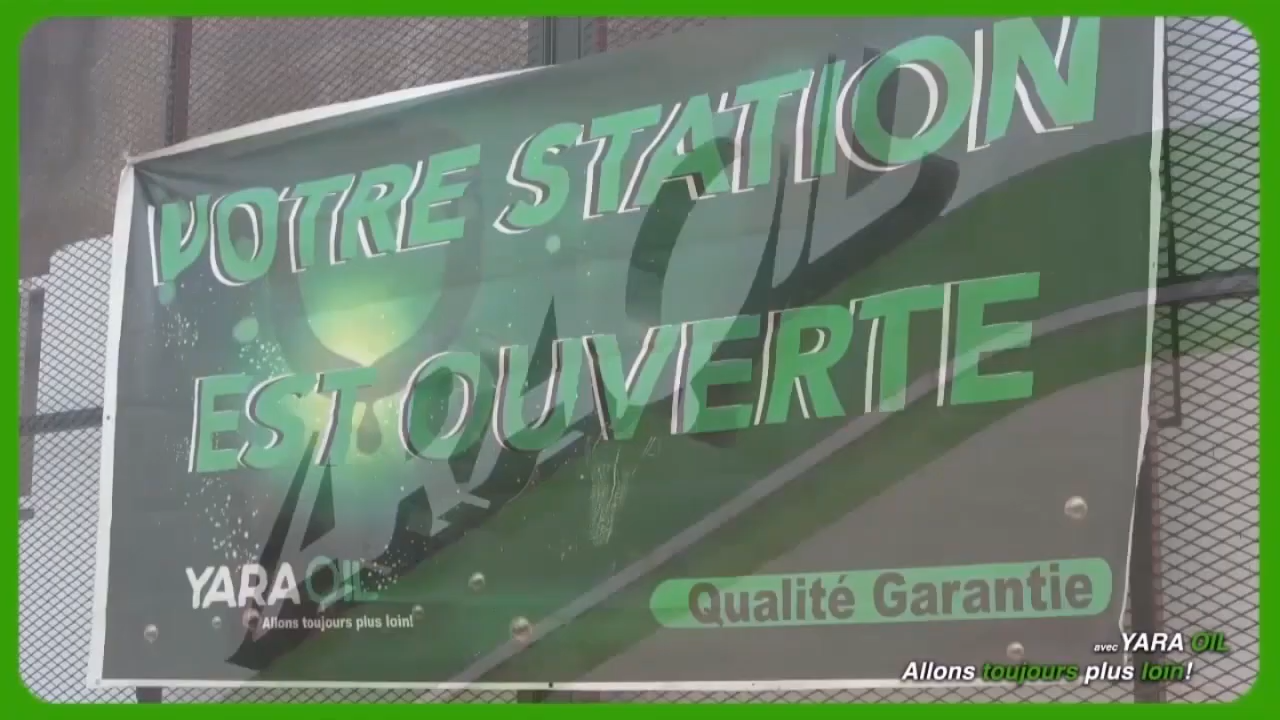 VOTRE STATION
EST OUVERTE
YARA OIL
Allons toujours plus loin!
Qualité Garantie
avec YARA OIL
Allons toujours plus loin!